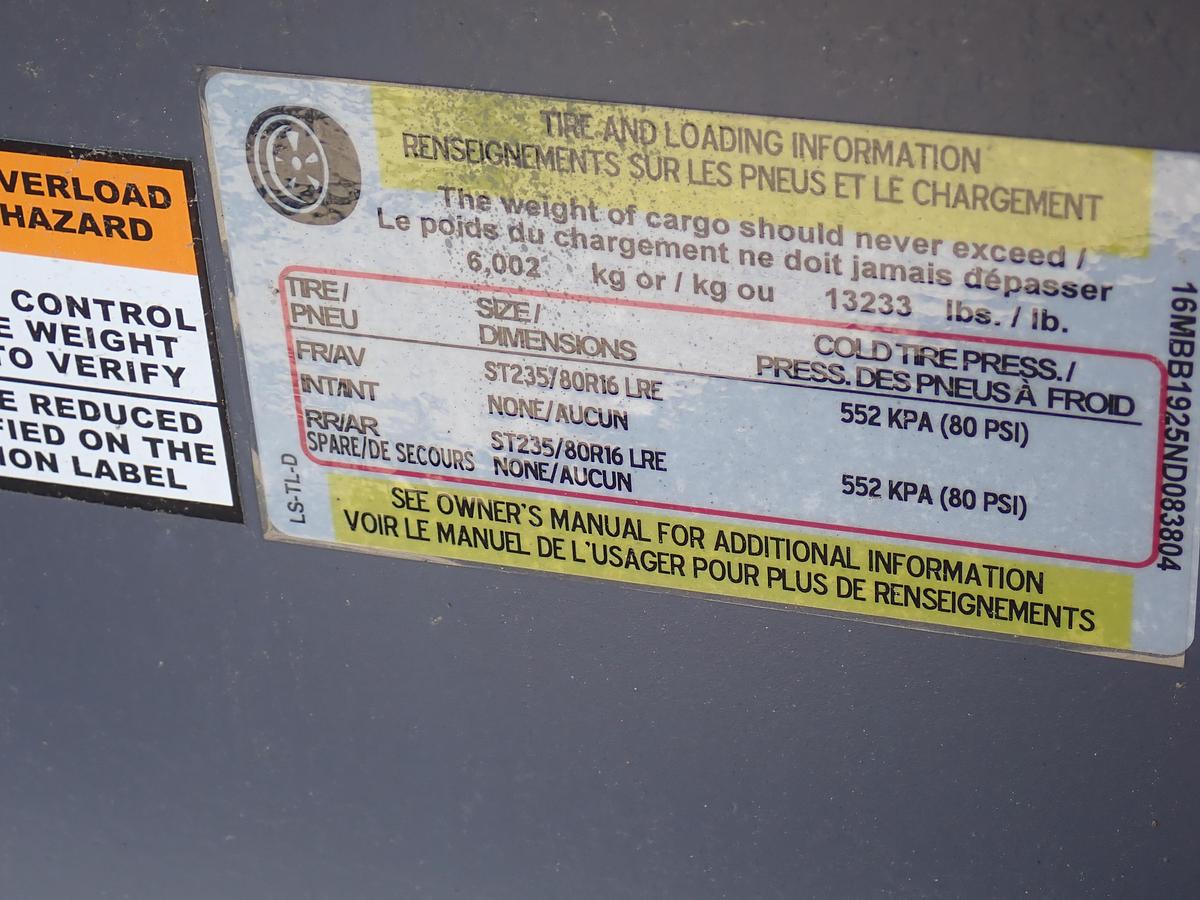 VERLOAD
HAZARD
CONTROL
E WEIGHT
TO VERIFY
E REDUCED
FIED ON THE
ION LABEL
TIRE AND LOADING INFORMATION
RENSEIGNEMENTS SUR LES PNEUS ET LE CHARGEMENT
The weight of cargo should never exceed /
Le poids du chargement ne doit jamais dépasser
6,002 kg or / kg ou 13233 lbs. / lb.
TIRE/ SIZE/ COLD TIRE PRESS./
PNEU DIMENSIONS PRESS. DES PNEUS À FROID
FR/AV ST235/80R16 LRE 552 KPA (80 PSI)
INT/INT NONE/AUCUN
RR/AR ST235/80R16 LRE 552 KPA (80 PSI)
SPARE/DE SECOURS NONE/AUCUN
SEE OWNER'S MANUAL FOR ADDITIONAL INFORMATION
VOIR LE MANUEL DE L'USAGER POUR PLUS DE RENSEIGNEMENTS
LS-TL-D
16MBB1925ND083804